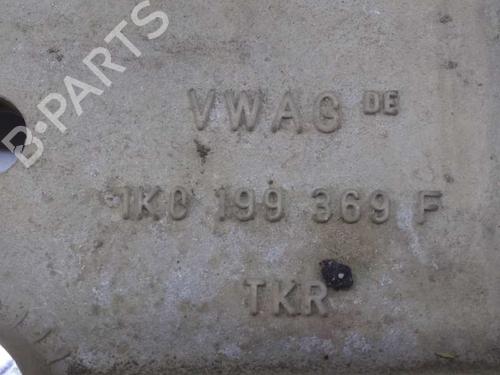 B-PARTS
VWAG DE
1K0 199 369 F
TKR